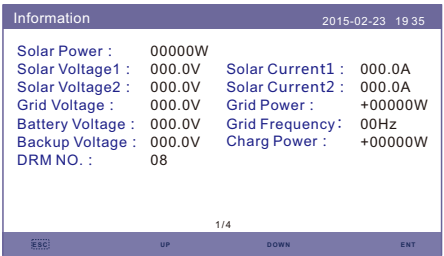 Information 2015-02-23 19 35
Solar Power : 00000W
Solar Voltage1 : 000.0V Solar Current1 : 000.0A
Solar Voltage2 : 000.0V Solar Current2 : 000.0A
Grid Voltage : 000.0V Grid Power : +00000W
Battery Voltage : 000.0V Grid Frequency: 00Hz
Backup Voltage : 000.0V Charg Power : +00000W
DRM NO. : 08
1/4
ESC UP DOWN ENT